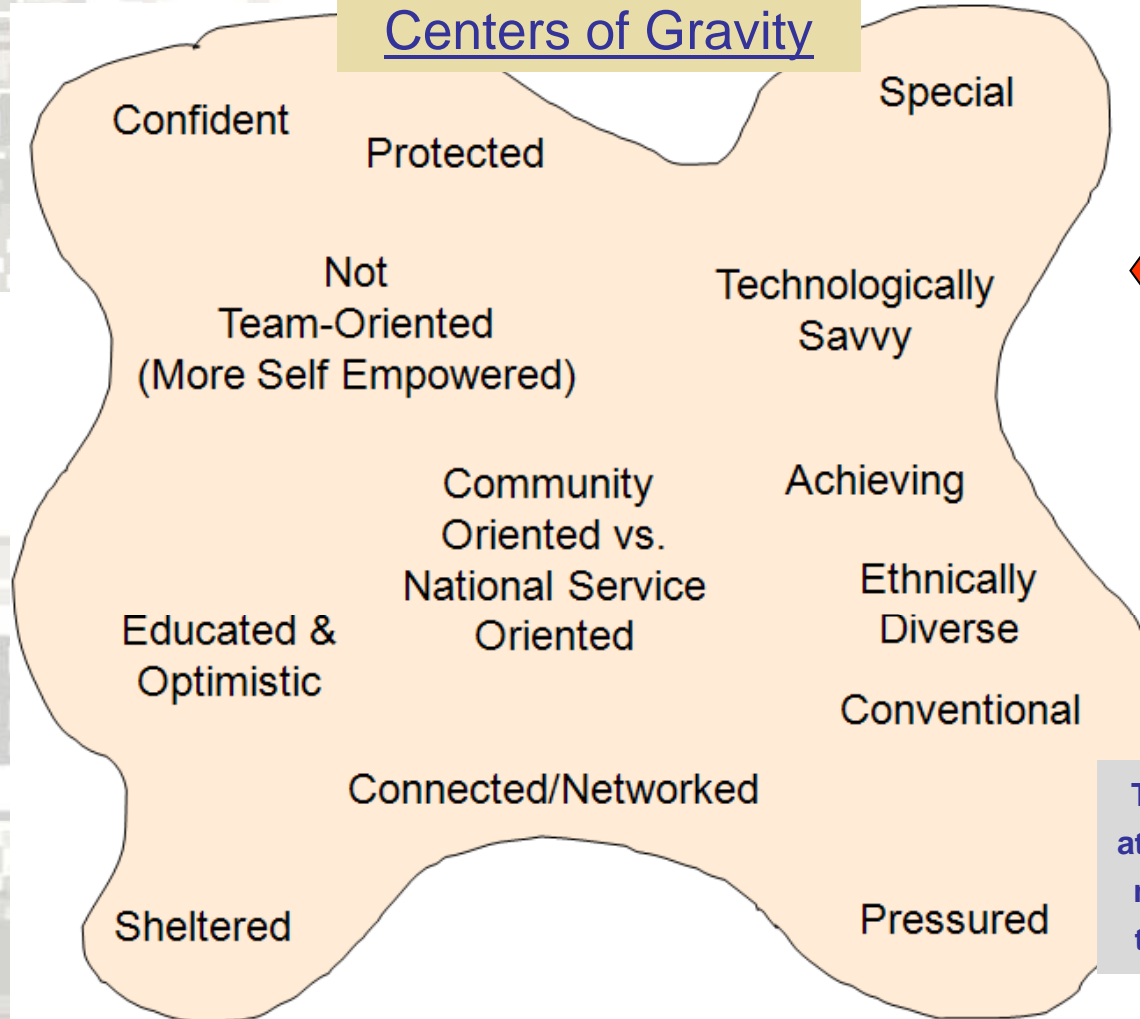 Centers of Gravity
Special
Confident
Protected
Not
Team-Oriented
(More Self Empowered)
Technologically
Savvy
Community
Oriented vs.
National Service
Oriented
Achieving
Ethnically
Diverse
Educated &
Optimistic
Conventional
Connected/Networked
Sheltered
Pressured